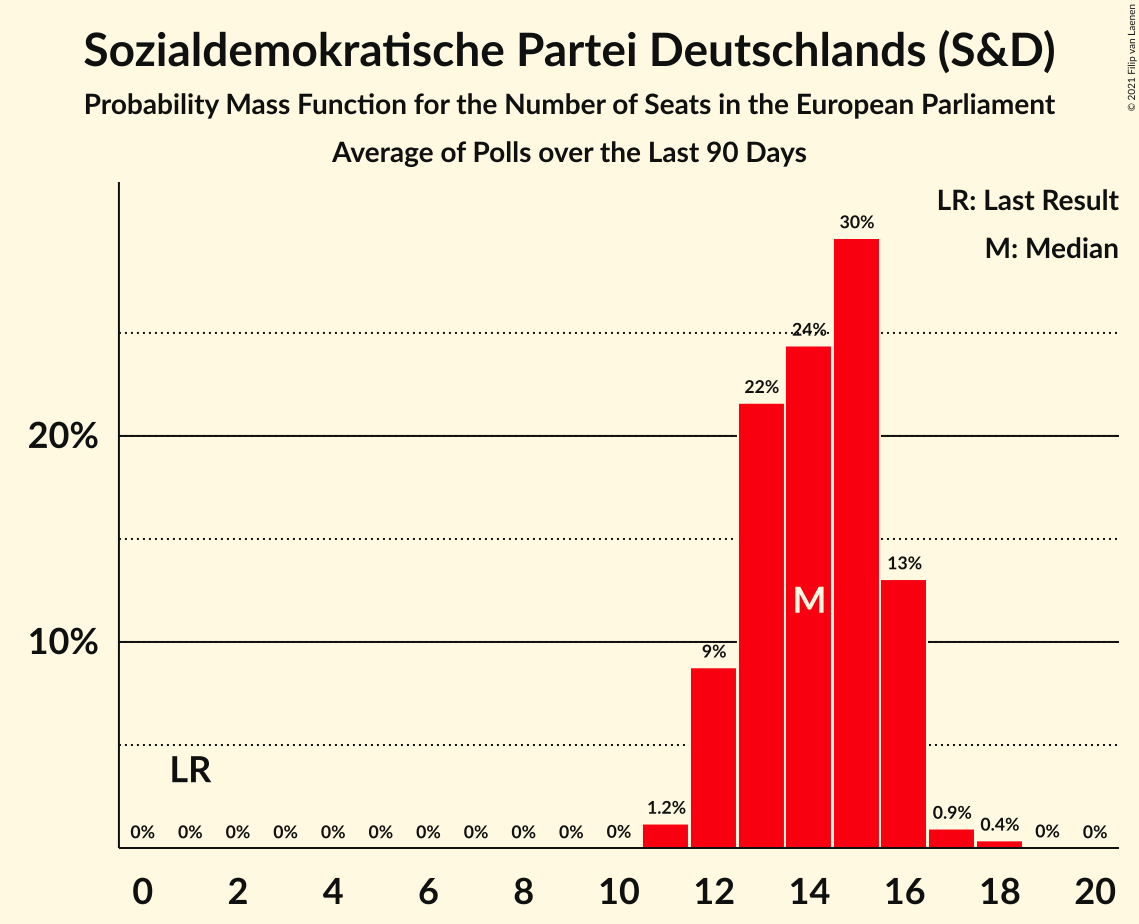 Sozialdemokratische Partei Deutschlands (S&D)
Probability Mass Function for the Number of Seats in the European Parliament
Average of Polls over the Last 90 Days
© 2021 Filip van Laenen
LR: Last Result
M: Median
30%
24%
22%
20%
13%
M
10%
9%
LR
0% 0% 0% 0% 0% 0% 0% 0% 0% 0% 0% 1.2% 0.9% 0.4% 0% 0%
0 2 4 6 8 10 12 14 16 18 20